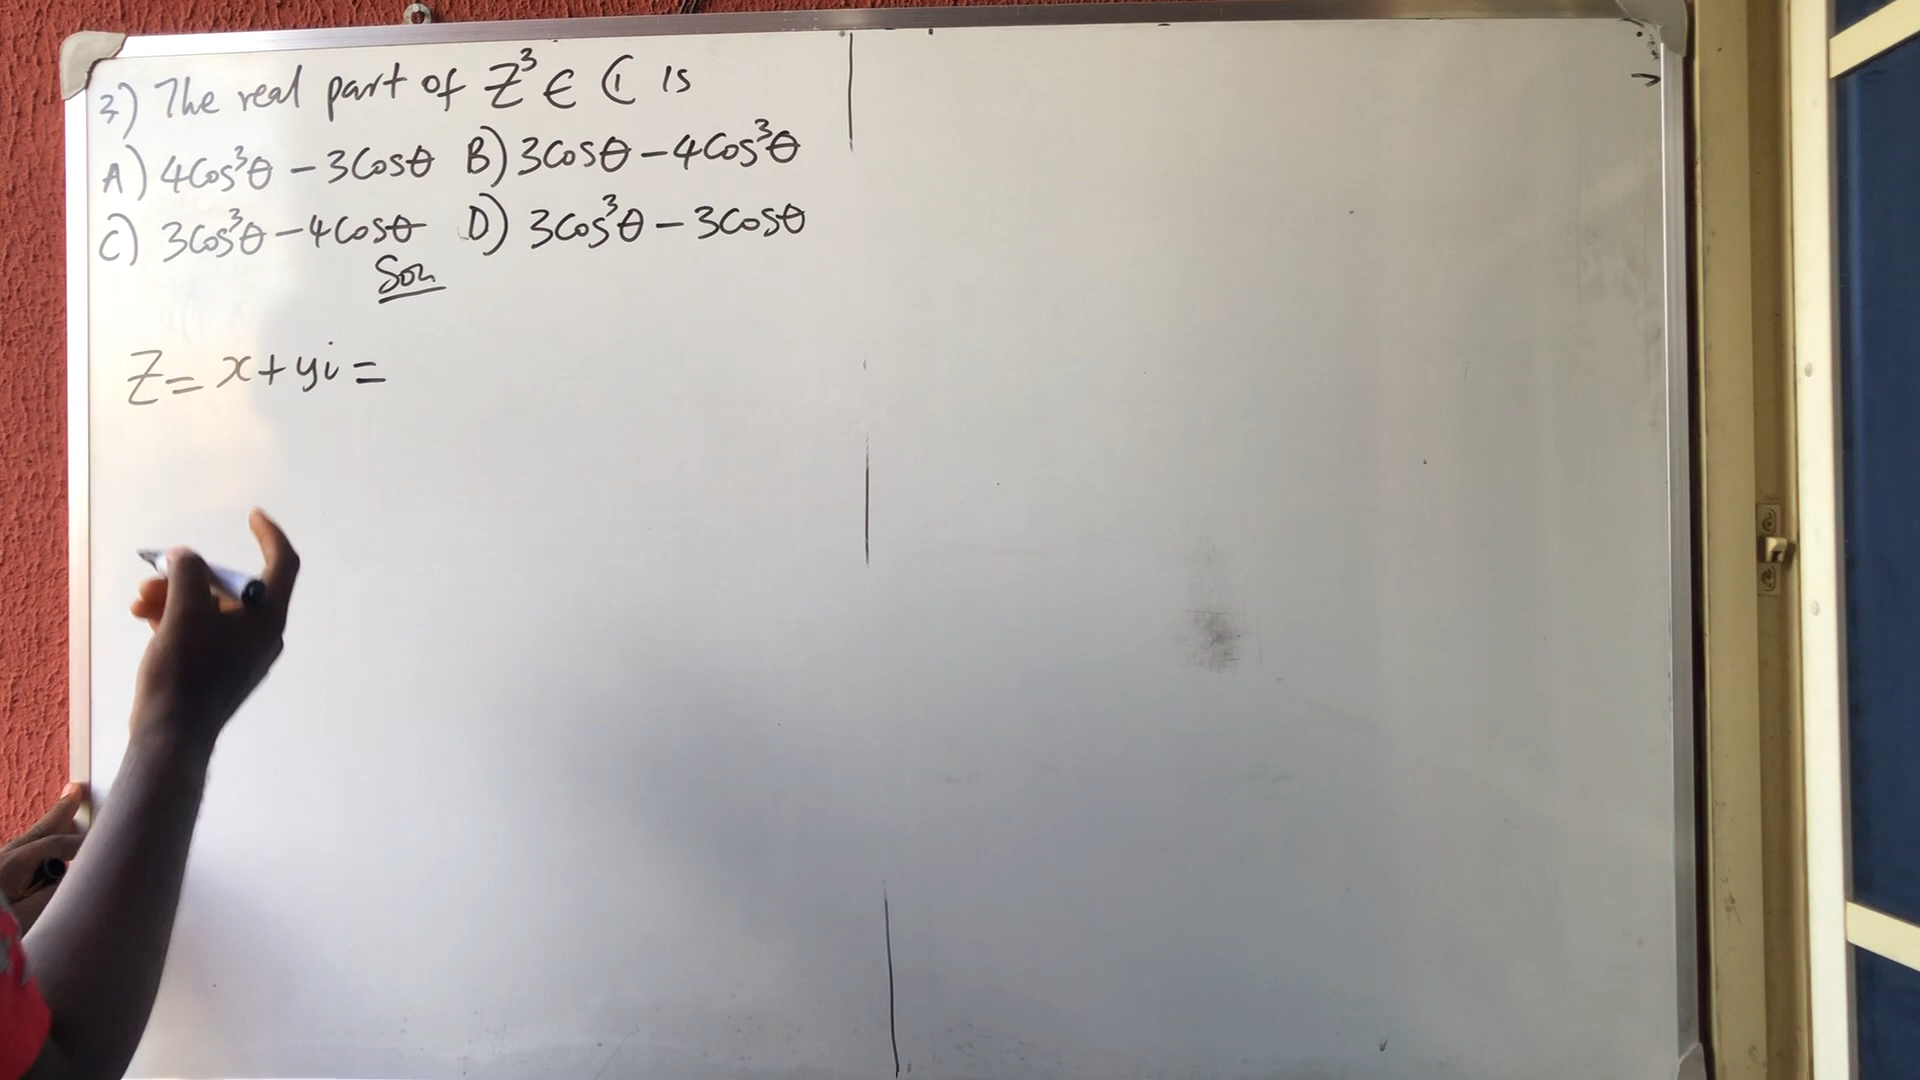 3) The real part of Z³ ∈ ℂ is
A) 4Cos³θ - 3Cosθ B) 3Cosθ - 4Cos³θ
C) 3Cos³θ - 4Cosθ D) 3Cos³θ - 3Cosθ
Soln
Z = x + yi =